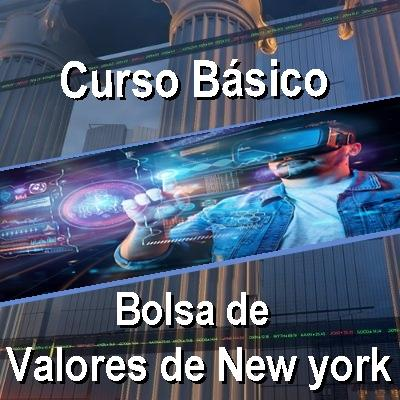 Curso Básico
Bolsa de
Valores de New york